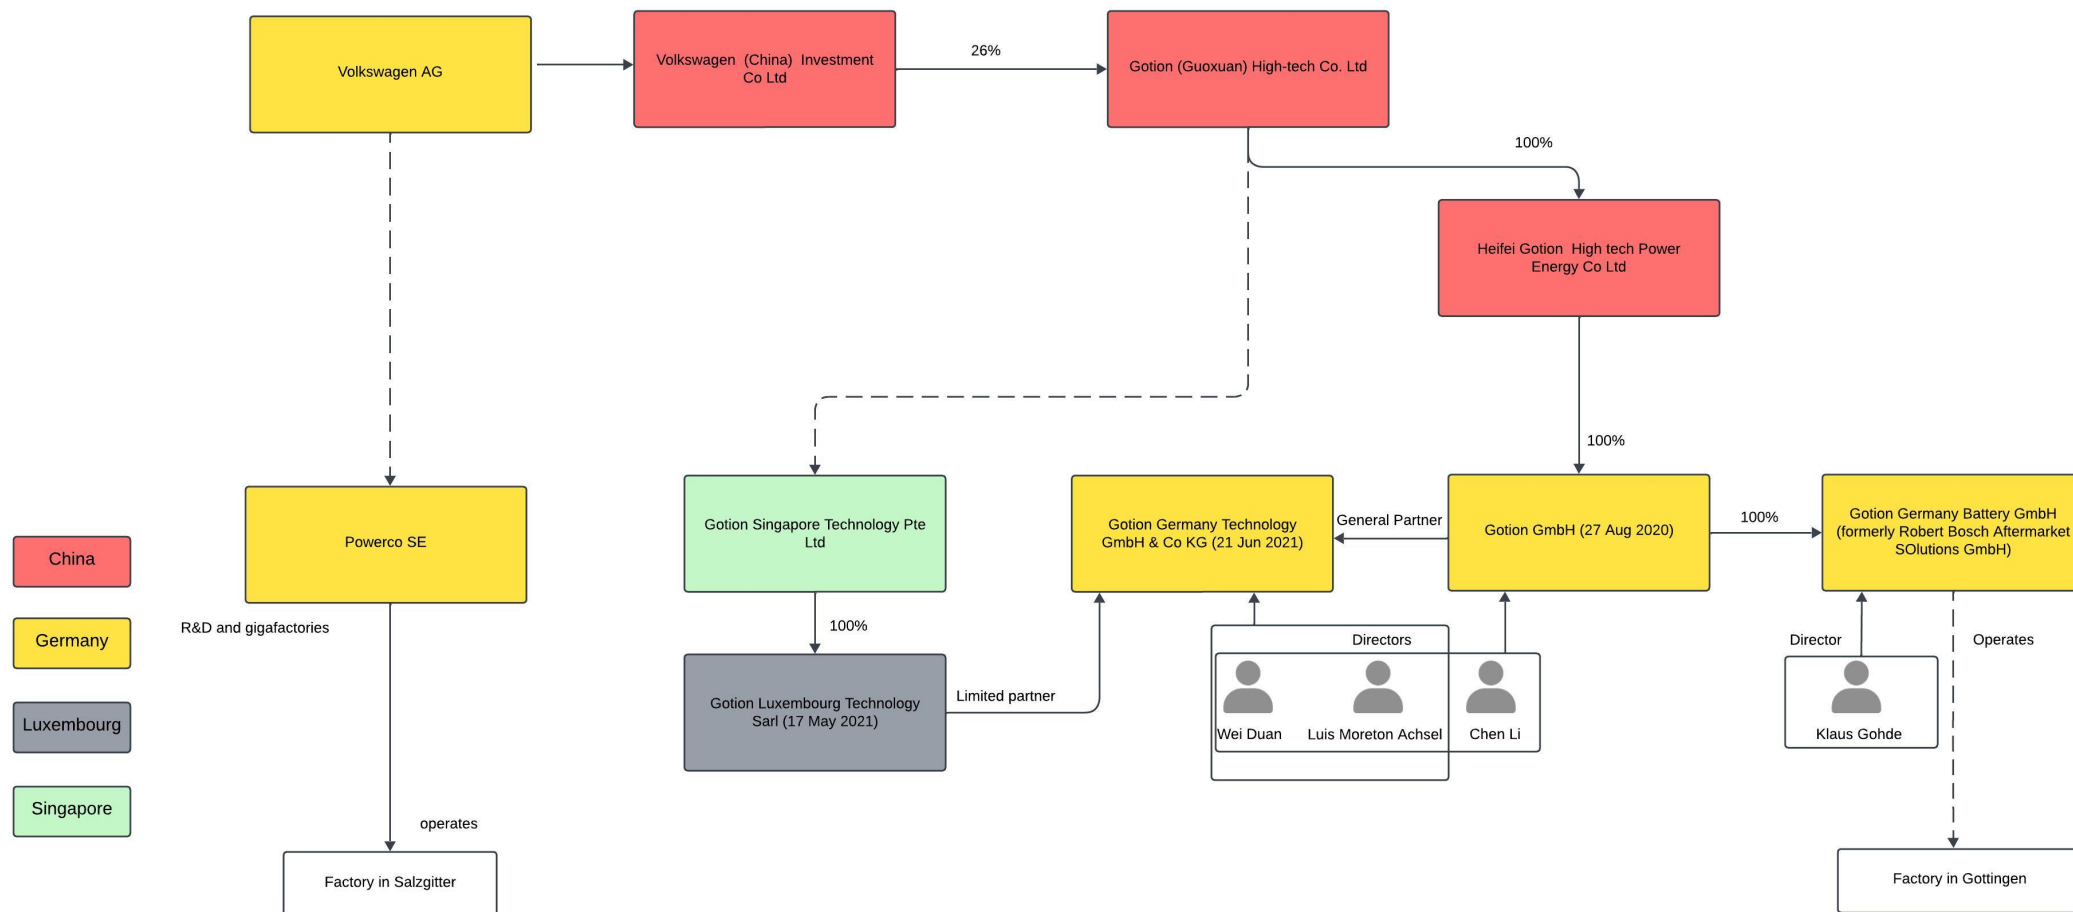 Volkswagen AG
Volkswagen (China) Investment
Co Ltd
26%
Gotion (Guoxuan) High-tech Co. Ltd
100%
Heifei Gotion High tech Power
Energy Co Ltd
100%
Powerco SE
Gotion Singapore Technology Pte
Ltd
Gotion Germany Technology
GmbH & Co KG (21 Jun 2021)
General Partner
Gotion GmbH (27 Aug 2020)
100%
Gotion Germany Battery GmbH
(formerly Robert Bosch Aftermarket
SOlutions GmbH)
China
Germany
Luxembourg
Singapore
R&D and gigafactories
100%
Directors
Director
Operates
Gotion Luxembourg Technology
Sarl (17 May 2021)
Limited partner
Wei Duan
Luis Moreton Achsel
Chen Li
Klaus Gohde
operates
Factory in Salzgitter
Factory in Gottingen